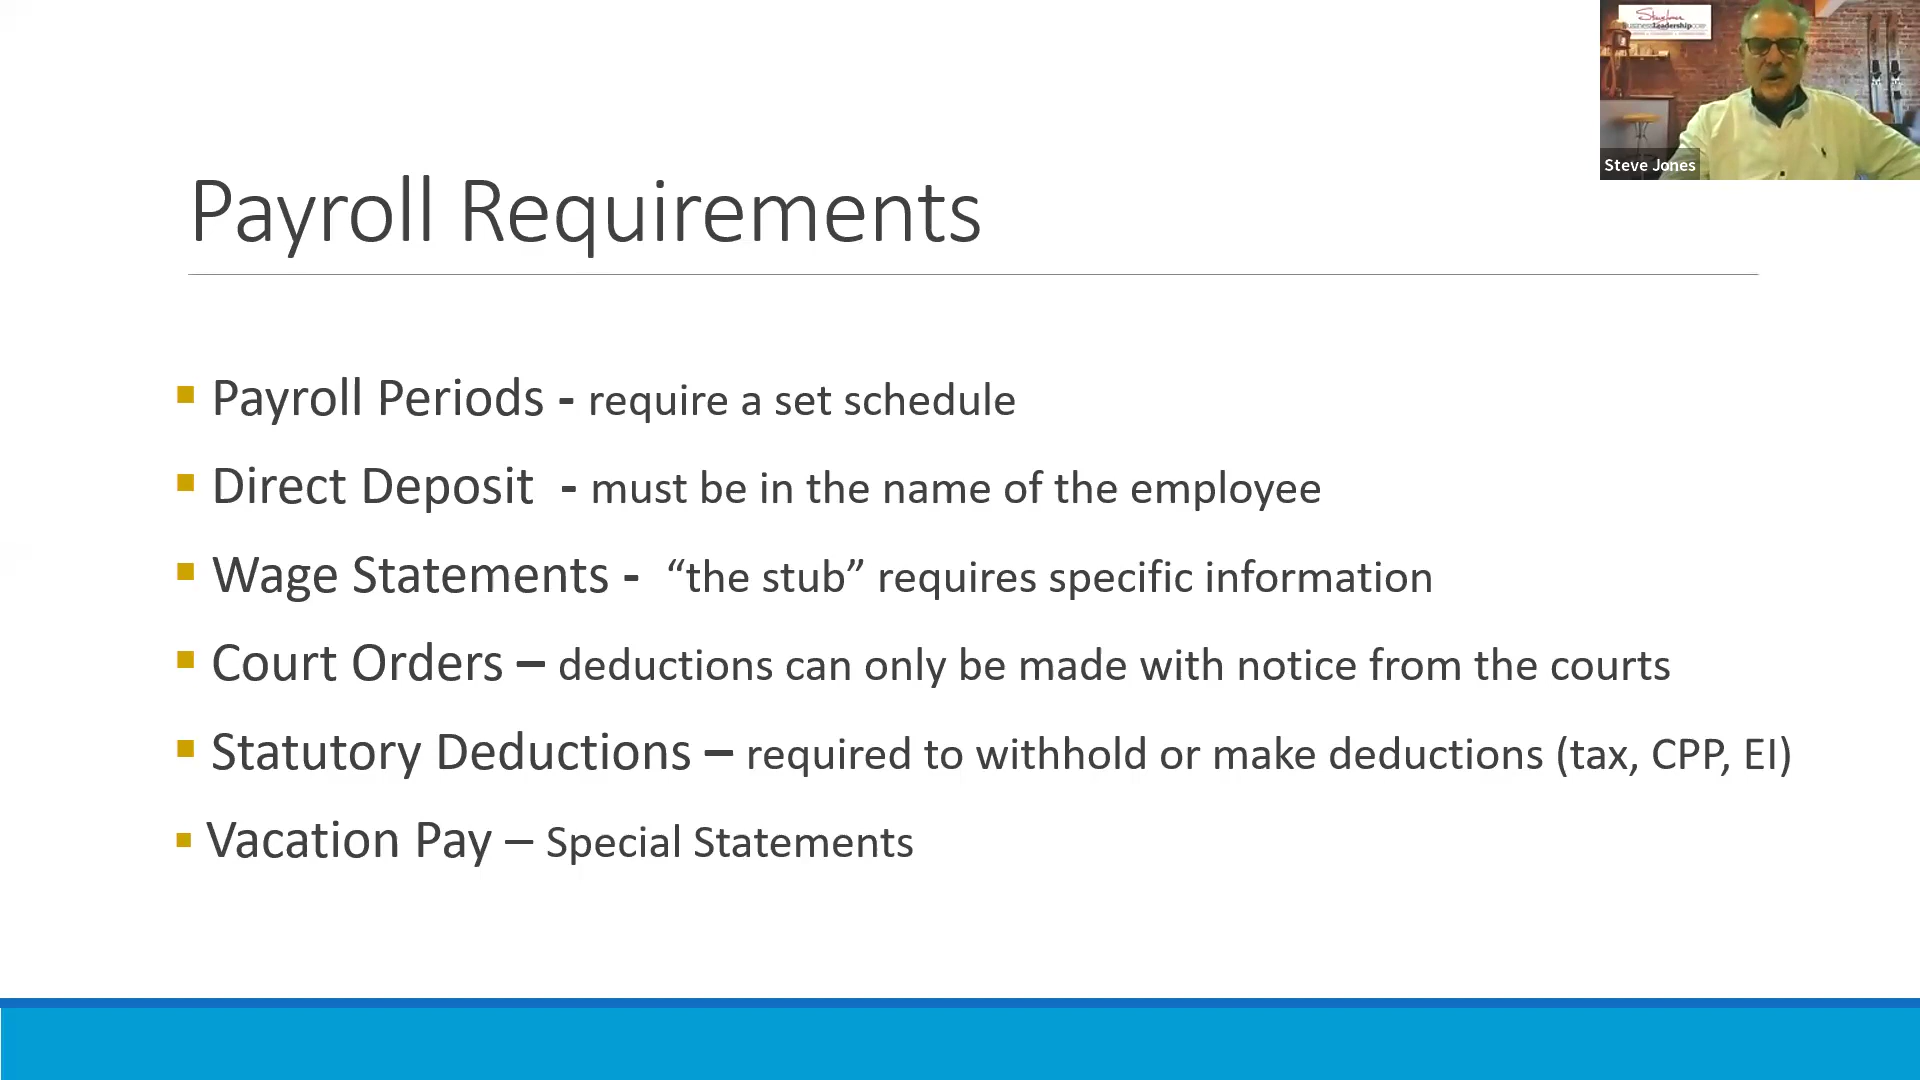 Steve Jones
Payroll Requirements
Payroll Periods - require a set schedule
Direct Deposit - must be in the name of the employee
Wage Statements - “the stub” requires specific information
Court Orders – deductions can only be made with notice from the courts
Statutory Deductions – required to withhold or make deductions (tax, CPP, EI)
Vacation Pay – Special Statements